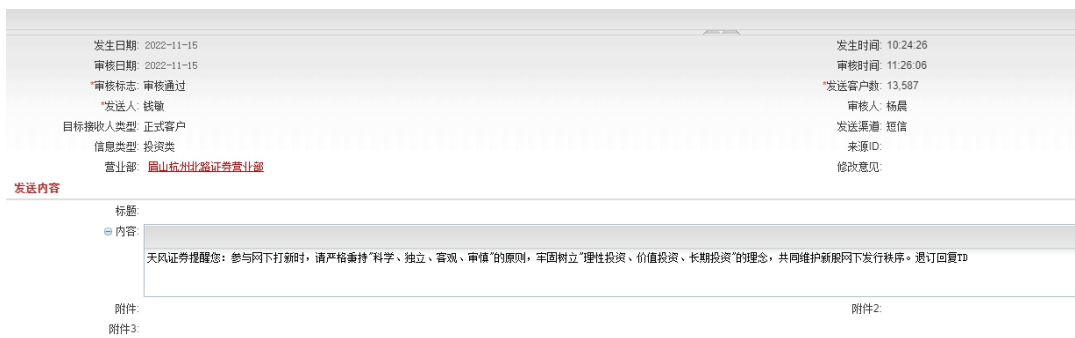 发生日期: 2022-11-15 发生时间: 10:24:26
审核日期: 2022-11-15 审核时间: 11:26:06
*审核标志: 审核通过 *发送客户数: 13,587
*发送人: 钱敏 审核人: 杨晨
目标接收人类型: 正式客户 发送渠道: 短信
信息类型: 投资类 来源ID:
营业部: 眉山杭州北路证券营业部 修改意见:
发送内容
标题:
内容:
天风证券提醒您：参与网下打新时，请严格秉持"科学、独立、客观、审慎"的原则，牢固树立"理性投资、价值投资、长期投资"的理念，共同维护新股网下发行秩序。退订回复TD
附件: 附件2:
附件3: